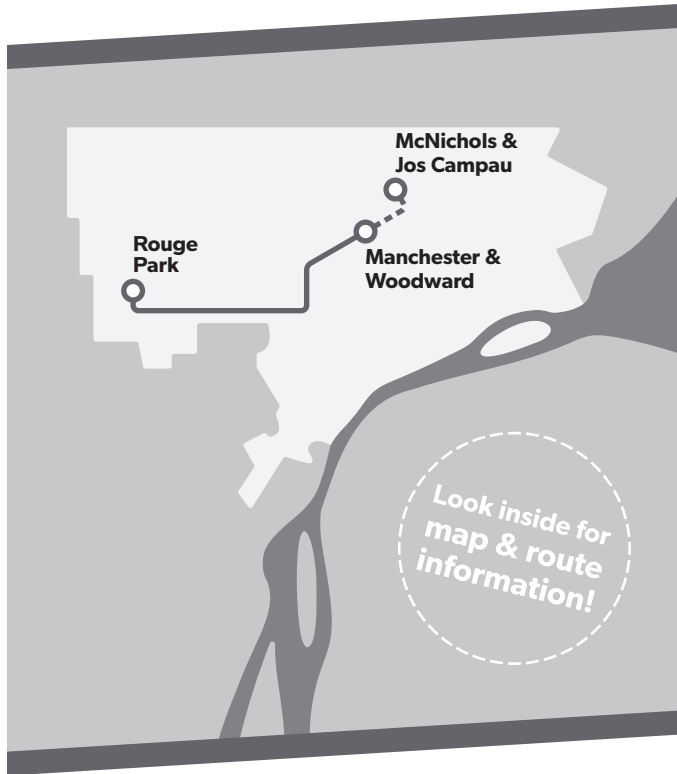 McNichols &
Jos Campau
Rouge
Park
Manchester &
Woodward
Look inside for
map & route
information!